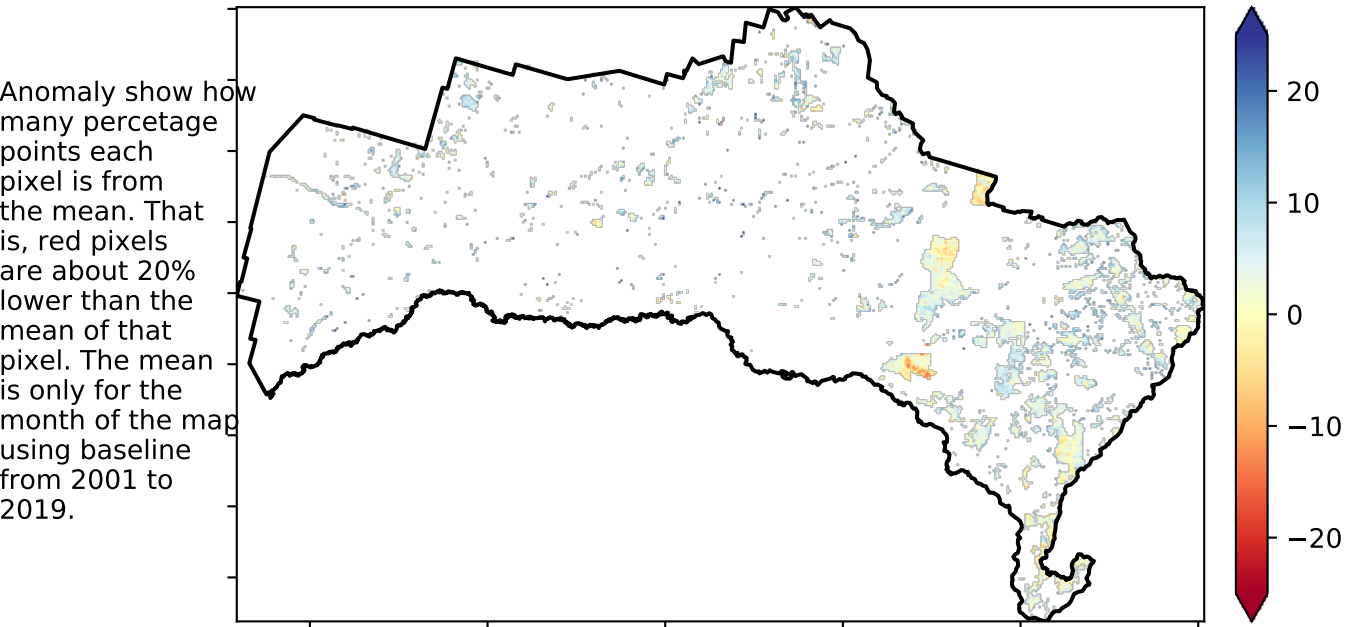 Anomaly show how
many percetage
points each
pixel is from
the mean. That
is, red pixels
are about 20%
lower than the
mean of that
pixel. The mean
is only for the
month of the map
using baseline
from 2001 to
2019.
20
10
0
−10
−20